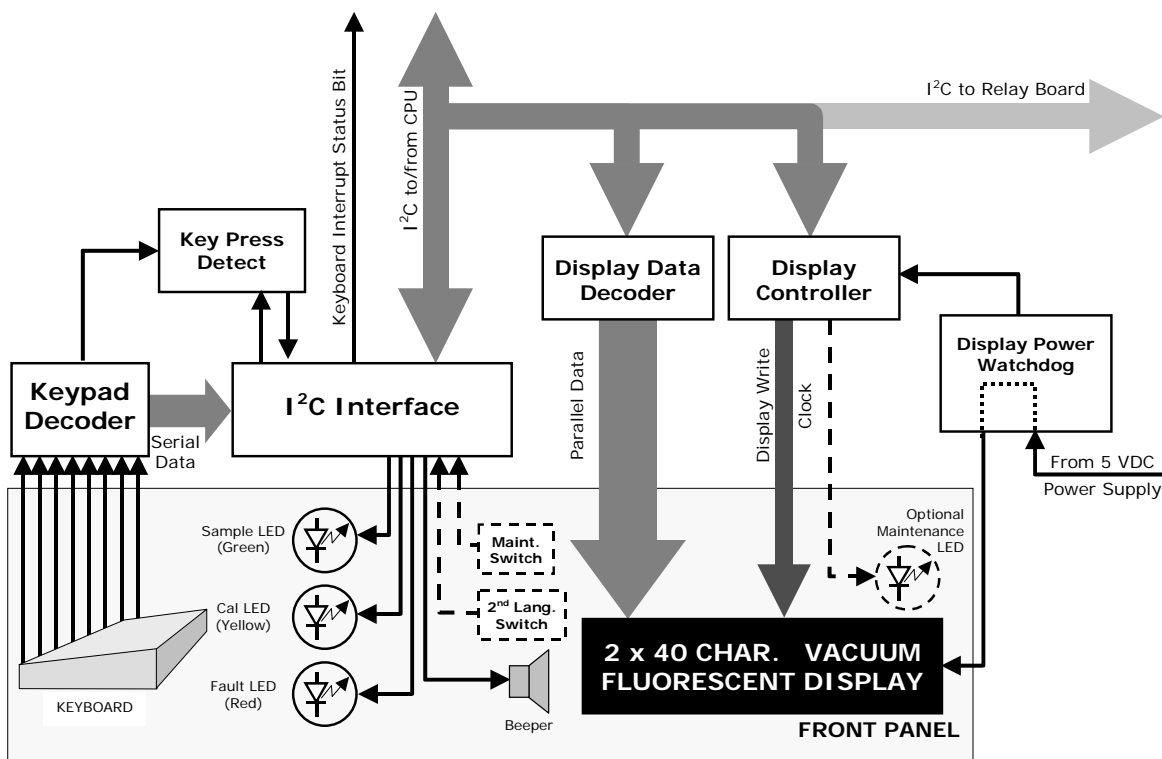 Keyboard Interrupt Status Bit
I²C to/from CPU
I²C to Relay Board
Key Press
Detect
Display Data
Decoder
Display
Controller
Display Power
Watchdog
Keypad
Decoder
Serial
Data
I²C Interface
Parallel Data
Display Write
Clock
From 5 VDC
Power Supply
Sample LED
(Green)
Maint.
Switch
Optional
Maintenance
LED
Cal LED
(Yellow)
2nd Lang.
Switch
2 x 40 CHAR. VACUUM
FLUORESCENT DISPLAY
Fault LED
(Red)
KEYBOARD
Beeper
FRONT PANEL